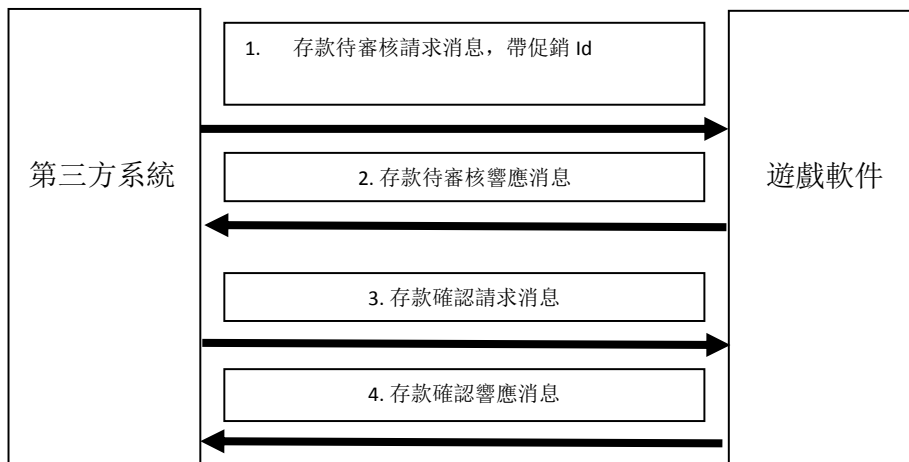 1. 存款待審核請求消息，帶促銷 Id
第三方系統
2. 存款待審核響應消息
遊戲軟件
3. 存款確認請求消息
4. 存款確認響應消息